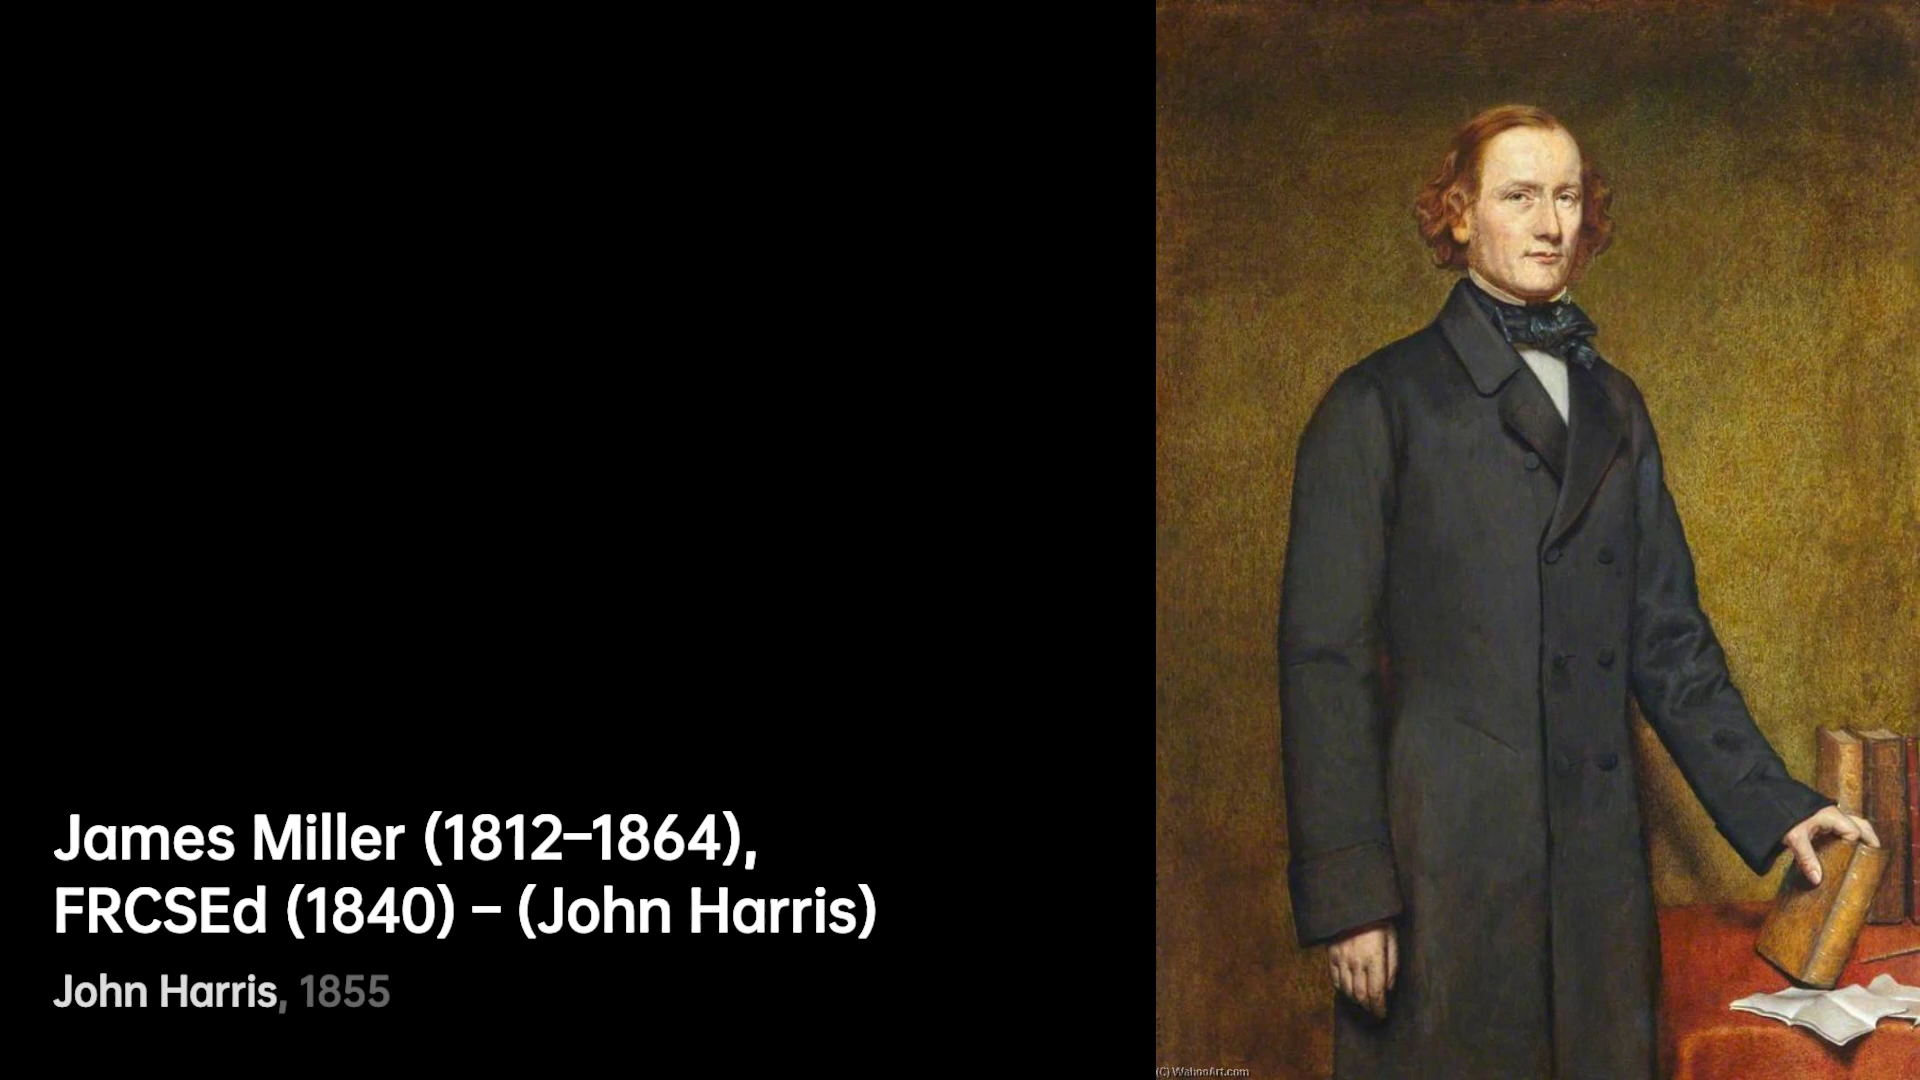 James Miller (1812–1864),
FRCSEd (1840) – (John Harris)
John Harris, 1855
(C) WahooArt.com